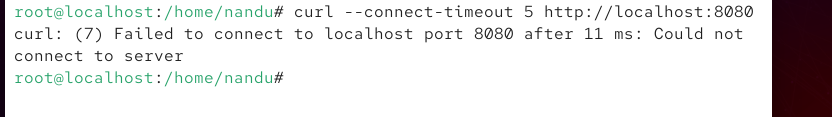 root@localhost:/home/nandu# curl --connect-timeout 5 http://localhost:8080
curl: (7) Failed to connect to localhost port 8080 after 11 ms: Could not
connect to server
root@localhost:/home/nandu#